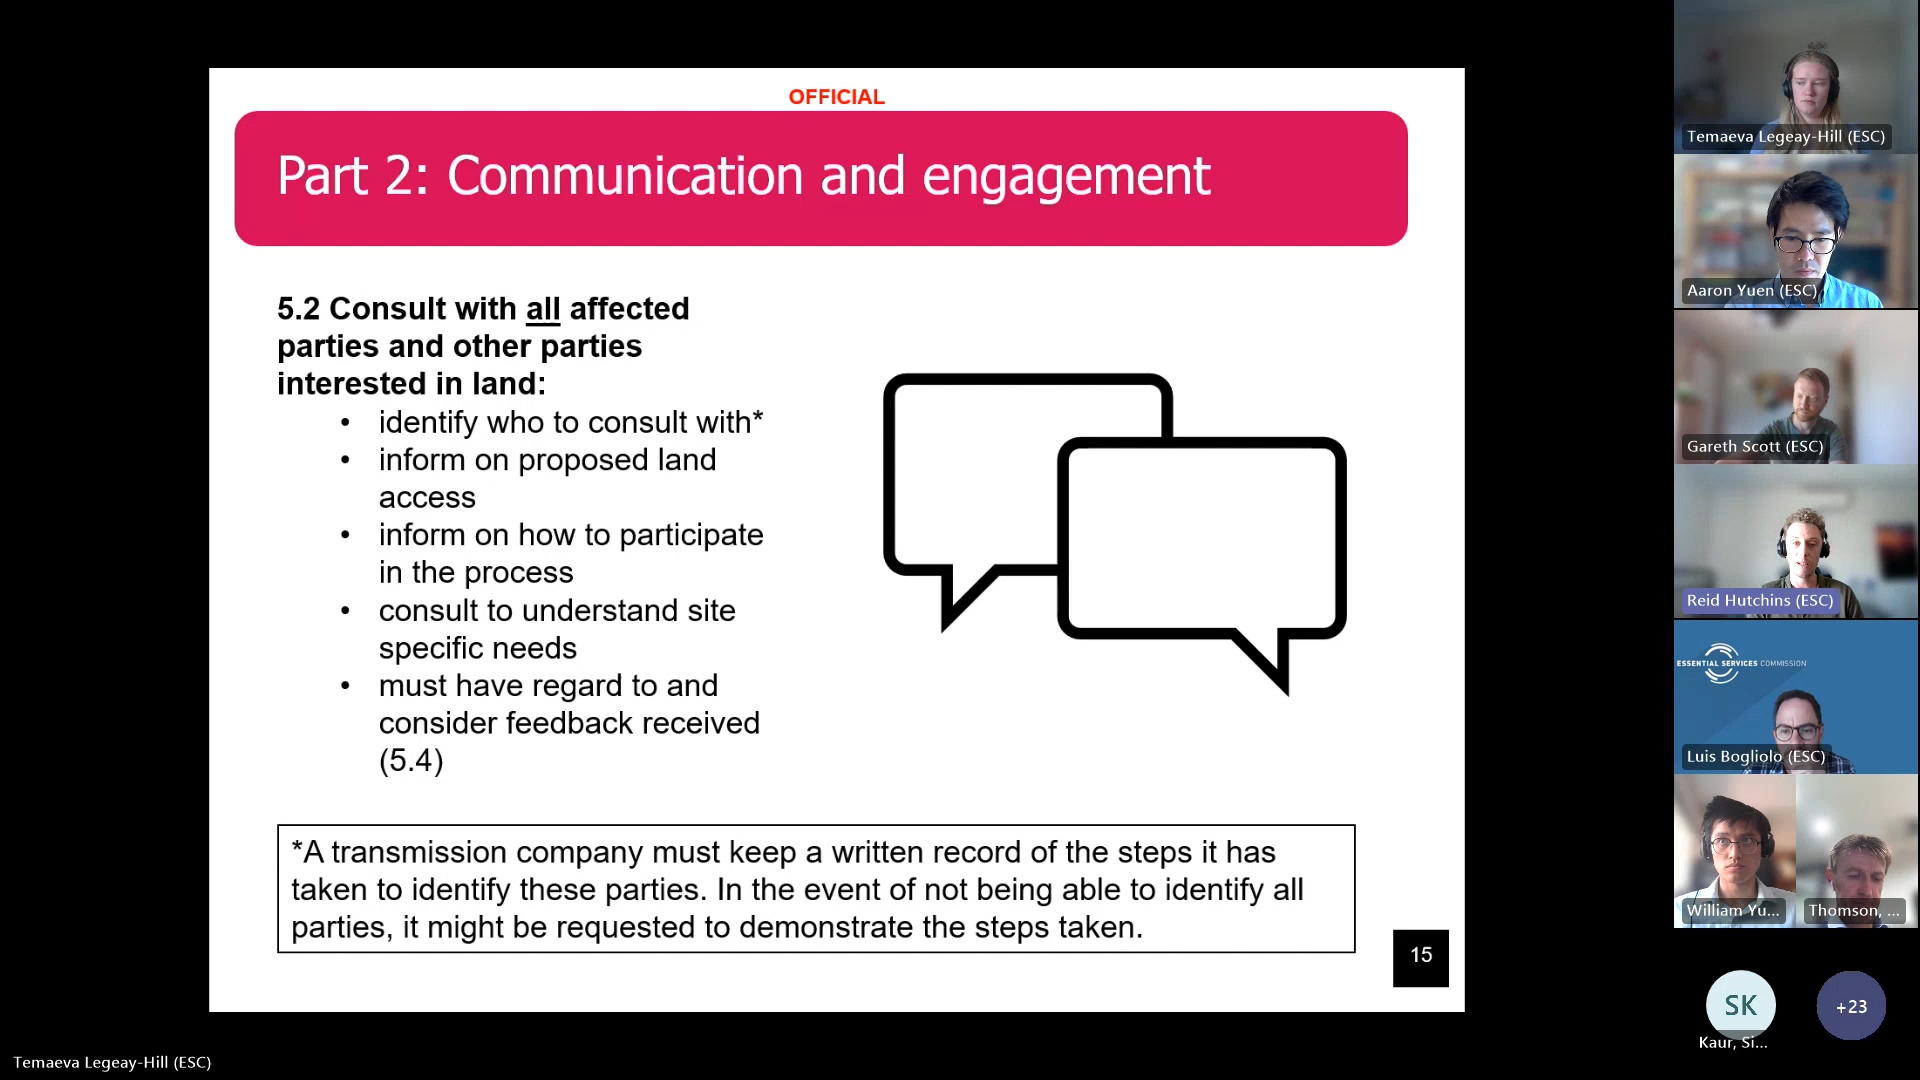 OFFICIAL
Part 2: Communication and engagement
5.2 Consult with all affected
parties and other parties
interested in land:
• identify who to consult with*
• inform on proposed land
access
• inform on how to participate
in the process
• consult to understand site
specific needs
• must have regard to and
consider feedback received
(5.4)
*A transmission company must keep a written record of the steps it has
taken to identify these parties. In the event of not being able to identify all
parties, it might be requested to demonstrate the steps taken.
15
Temaeva Legeay-Hill (ESC)
Aaron Yuen (ESC)
Gareth Scott (ESC)
Reid Hutchins (ESC)
ESSENTIAL SERVICES COMMISSION
Luis Bogliolo (ESC)
William Yu...
Thomson, ...
SK
Kaur, Si...
+23
Temaeva Legeay-Hill (ESC)